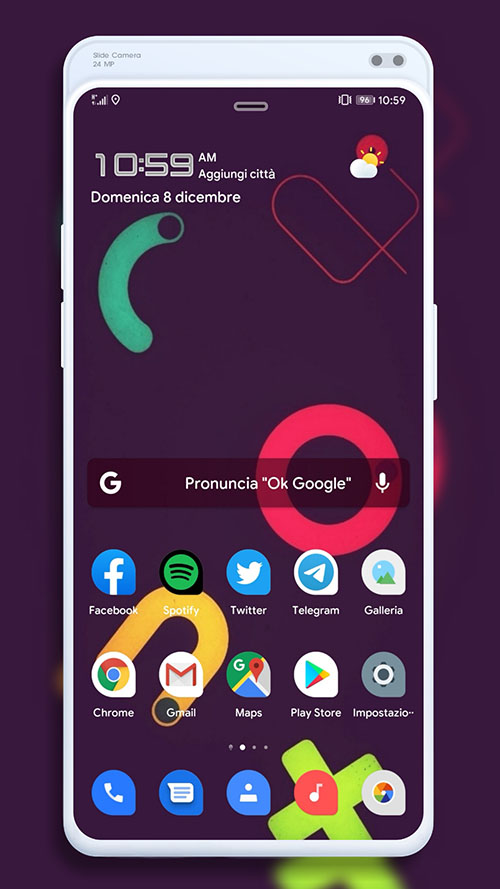 Slide Camera
24 MP
96 10:59
10:59 AM
Aggiungi città
Domenica 8 dicembre
G Pronuncia "Ok Google"
Facebook Spotify Twitter Telegram Galleria
Chrome Gmail Maps Play Store Impostazio··